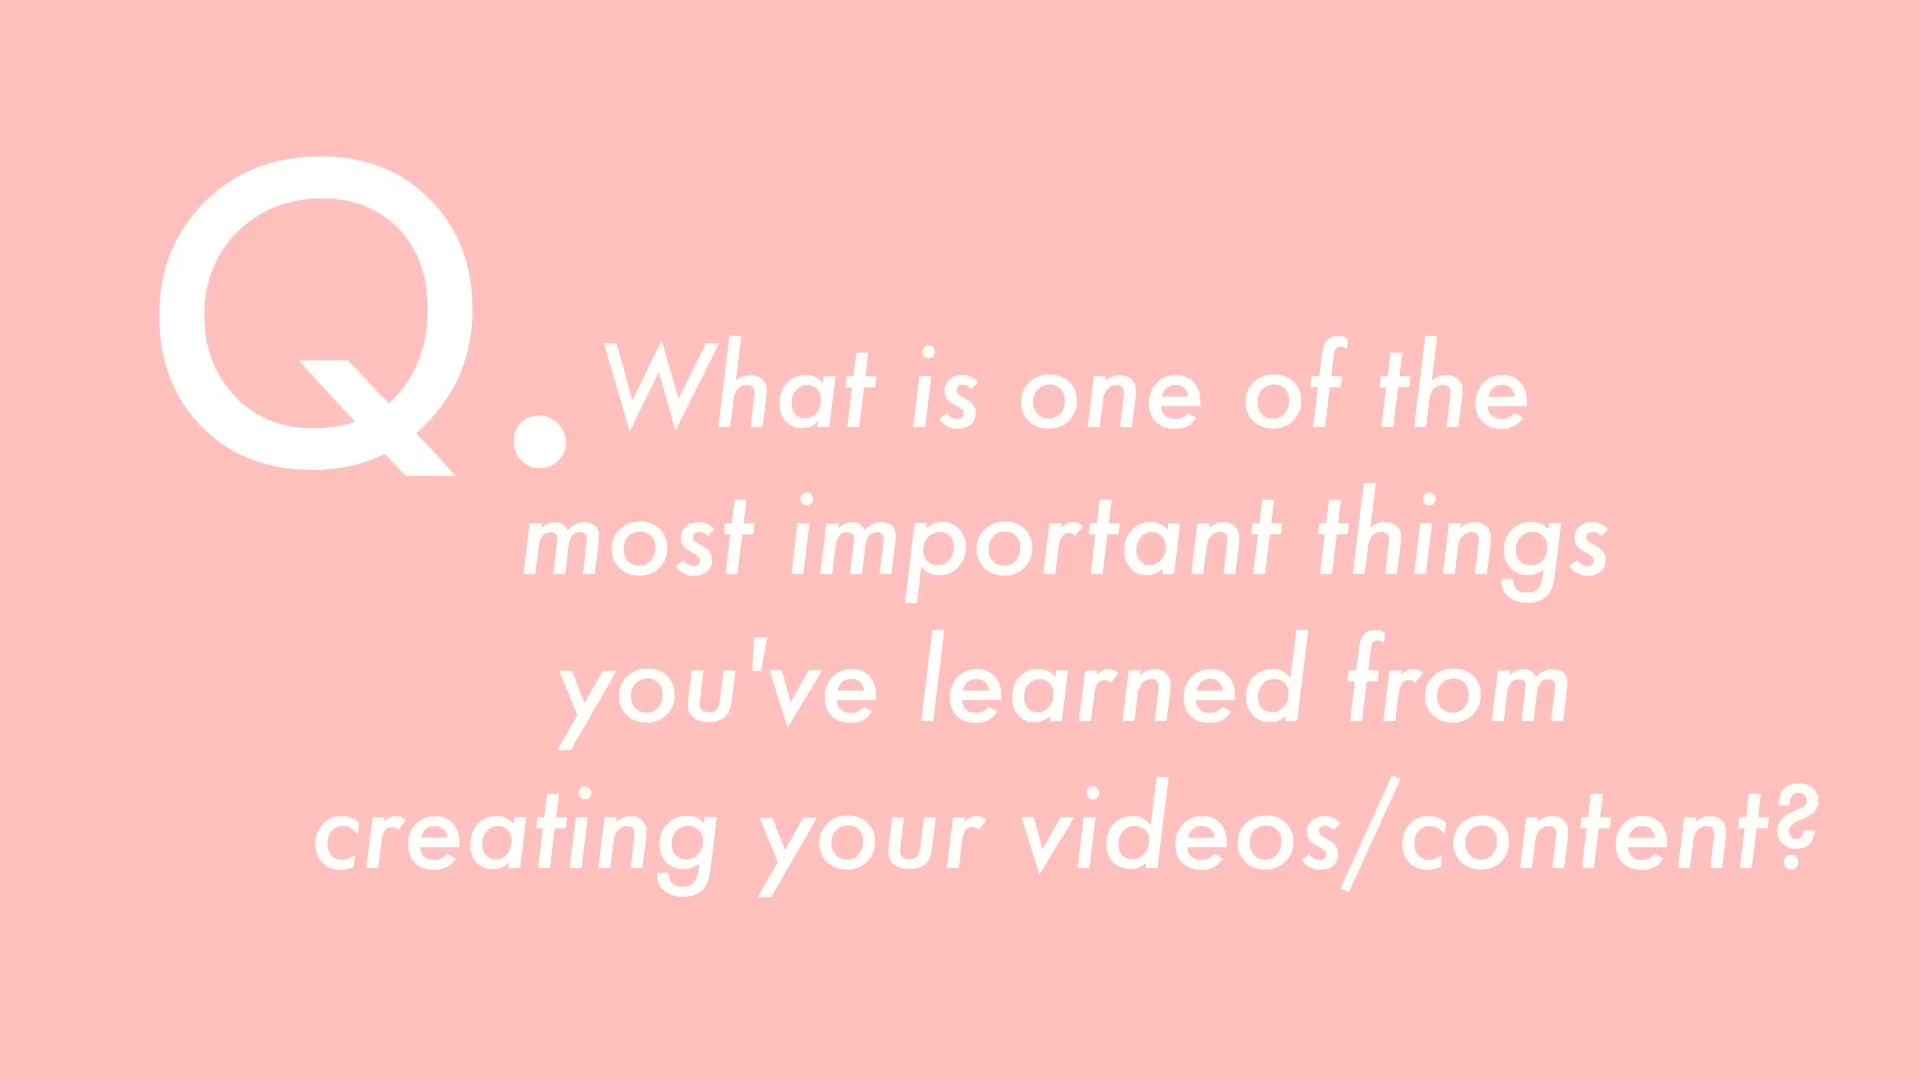 Q. What is one of the
most important things
you've learned from
creating your videos/content?